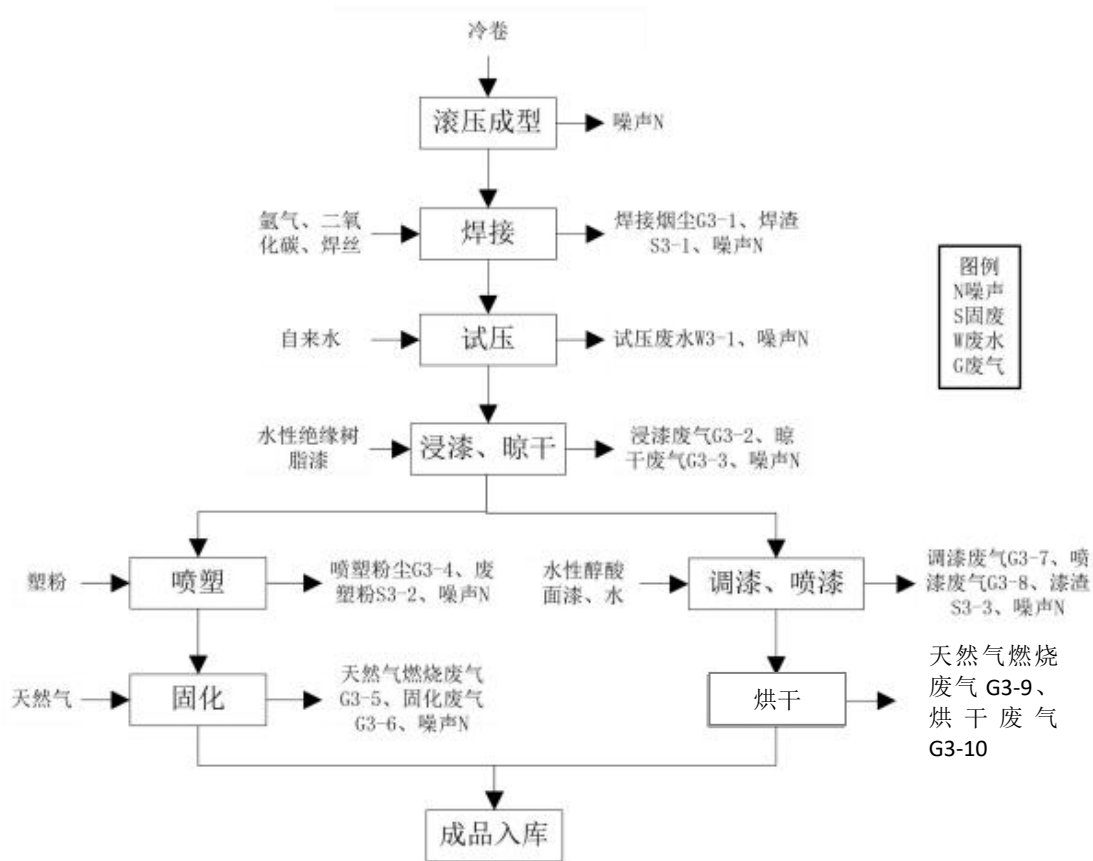 冷卷
滚压成型
噪声N
氩气、二氧
化碳、焊丝
焊接
焊接烟尘G3-1、焊渣
S3-1、噪声N
图例
N噪声
S固废
W废水
G废气
自来水
试压
试压废水W3-1、噪声N
水性绝缘树
脂漆
浸漆、晾干
浸漆废气G3-2、晾
干废气G3-3、噪声N
塑粉
喷塑
喷塑粉尘G3-4、废
塑粉S3-2、噪声N
水性醇酸
面漆、水
调漆、喷漆
调漆废气G3-7、喷
漆废气G3-8、漆渣
S3-3、噪声N
天然气
固化
天然气燃烧废气
G3-5、固化废气
G3-6、噪声N
烘干
天然气燃烧
废气 G3-9、
烘干废气
G3-10
成品入库